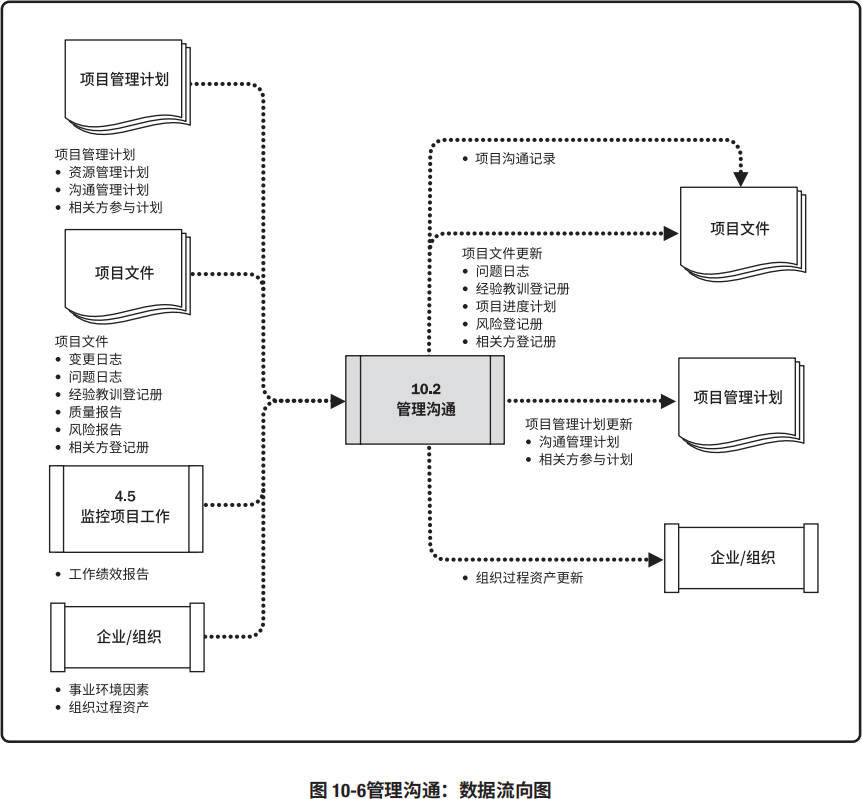 项目管理计划
项目管理计划
• 资源管理计划
• 沟通管理计划
• 相关方参与计划
项目文件
项目文件
• 变更日志
• 问题日志
• 经验教训登记册
• 质量报告
• 风险报告
• 相关方登记册
4.5
监控项目工作
• 工作绩效报告
企业/组织
• 事业环境因素
• 组织过程资产
10.2
管理沟通
• 项目沟通记录
项目文件
项目文件更新
• 问题日志
• 经验教训登记册
• 项目进度计划
• 风险登记册
• 相关方登记册
项目管理计划
项目管理计划更新
• 沟通管理计划
• 相关方参与计划
企业/组织
• 组织过程资产更新
图 10-6管理沟通：数据流向图